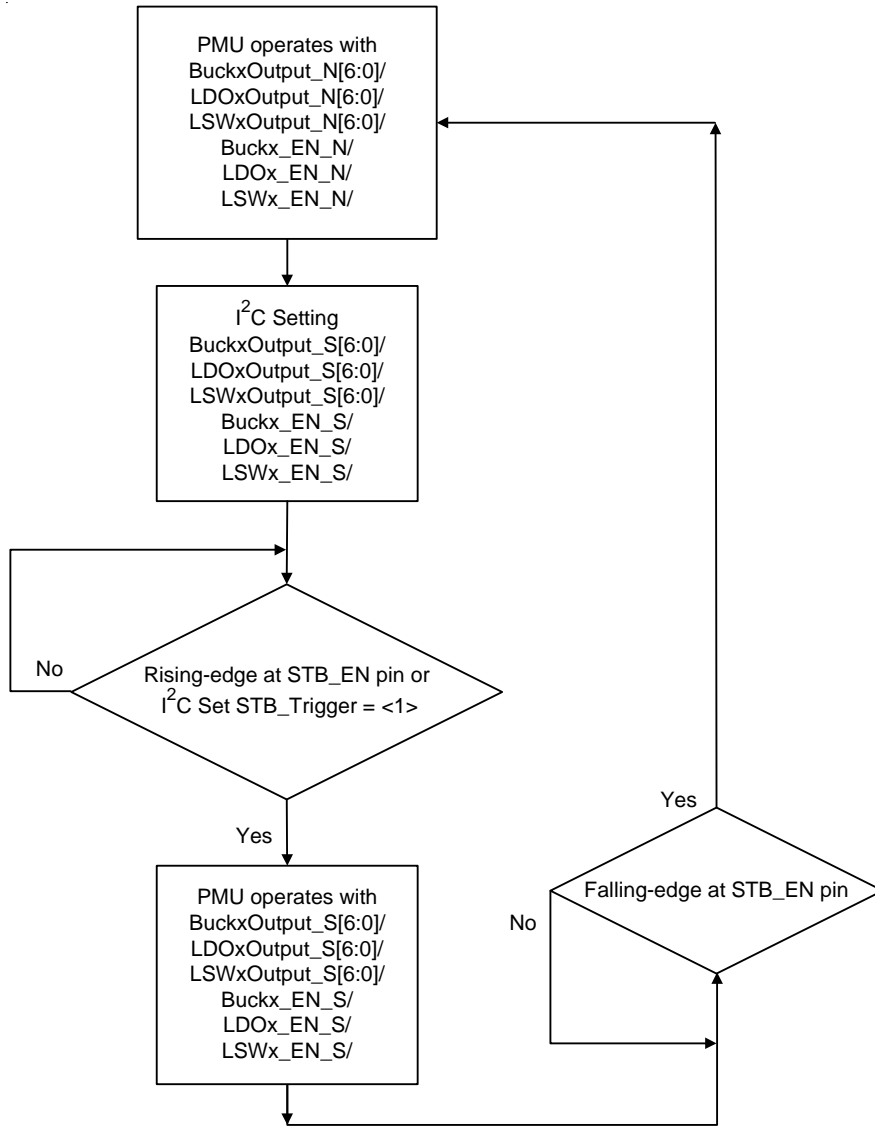 PMU operates with
BuckxOutput_N[6:0]/
LDOxOutput_N[6:0]/
LSWxOutput_N[6:0]/
Buckx_EN_N/
LDOx_EN_N/
LSWx_EN_N/
I²C Setting
BuckxOutput_S[6:0]/
LDOxOutput_S[6:0]/
LSWxOutput_S[6:0]/
Buckx_EN_S/
LDOx_EN_S/
LSWx_EN_S/
No
Rising-edge at STB_EN pin or
I²C Set STB_Trigger = <1>
Yes
PMU operates with
BuckxOutput_S[6:0]/
LDOxOutput_S[6:0]/
LSWxOutput_S[6:0]/
Buckx_EN_S/
LDOx_EN_S/
LSWx_EN_S/
Yes
Falling-edge at STB_EN pin
No